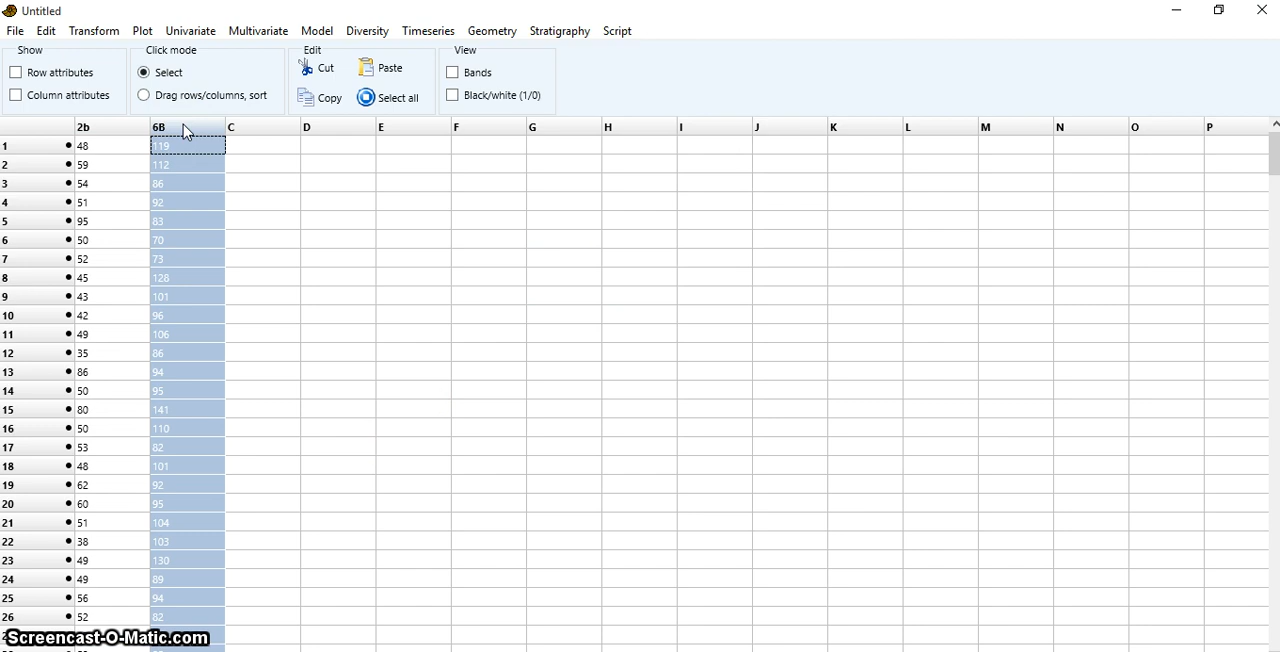 Untitled
File Edit Transform Plot Univariate Multivariate Model Diversity Timeseries Geometry Stratigraphy Script
Show Click mode Edit View
Row attributes Select Cut Paste Bands
Column attributes Drag rows/columns, sort Copy Select all Black/white (1/0)
2b 6B C D E F G H I J K L M N O P
1 • 48 119
2 • 59 112
3 • 54 86
4 • 51 92
5 • 95 83
6 • 50 70
7 • 52 73
8 • 45 128
9 • 43 101
10 • 42 96
11 • 49 106
12 • 35 86
13 • 86 94
14 • 50 95
15 • 80 141
16 • 50 110
17 • 53 82
18 • 48 101
19 • 62 92
20 • 60 95
21 • 51 104
22 • 38 103
23 • 49 130
24 • 49 89
25 • 56 94
26 • 52 82
Screencast-O-Matic.com